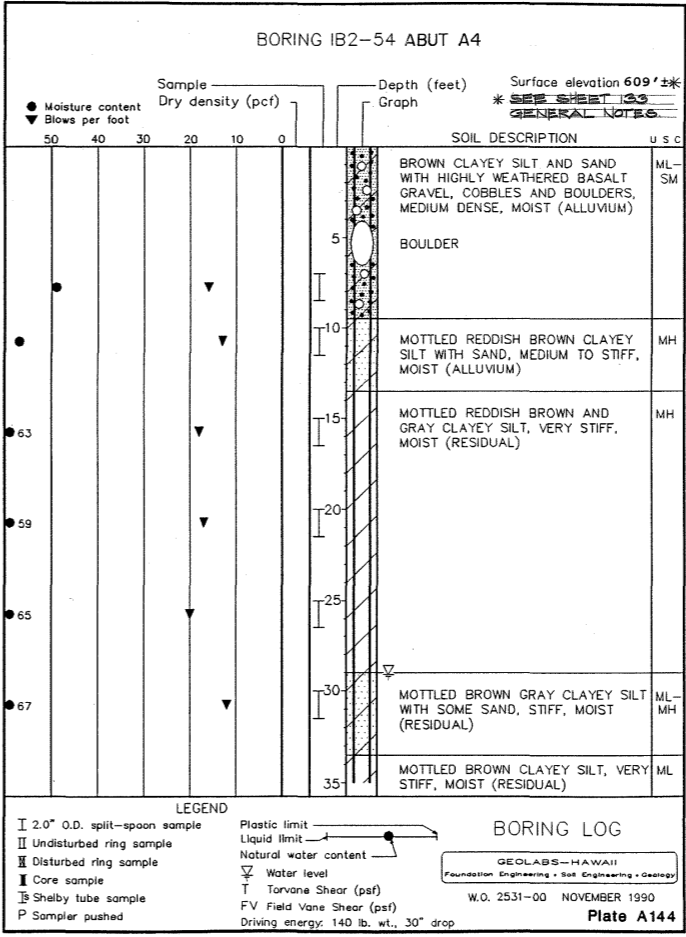 BORING IB2-54 ABUT A4
Sample
Depth (feet)
Surface elevation 609'±*
Dry density (pcf)
Graph
* SEE SHEET 133
GENERAL NOTES
● Moisture content
▼ Blows per foot
50 40 30 20 10 0
SOIL DESCRIPTION U S C
BROWN CLAYEY SILT AND SAND ML-
WITH HIGHLY WEATHERED BASALT SM
GRAVEL, COBBLES AND BOULDERS,
MEDIUM DENSE, MOIST (ALLUVIUM)
5
BOULDER
10
MOTTLED REDDISH BROWN CLAYEY MH
SILT WITH SAND, MEDIUM TO STIFF,
MOIST (ALLUVIUM)
15
MOTTLED REDDISH BROWN AND MH
63
GRAY CLAYEY SILT, VERY STIFF,
MOIST (RESIDUAL)
20
59
25
65
30
MOTTLED BROWN GRAY CLAYEY SILT ML-
67
WITH SOME SAND, STIFF, MOIST MH
(RESIDUAL)
MOTTLED BROWN CLAYEY SILT, VERY ML
35
STIFF, MOIST (RESIDUAL)
LEGEND
2.0" O.D. split-spoon sample
Undisturbed ring sample
Disturbed ring sample
Core sample
Shelby tube sample
P Sampler pushed
Plastic limit
Liquid limit
Natural water content
Water level
T Torvane Shear (psf)
FV Field Vane Shear (psf)
Driving energy: 140 lb. wt., 30" drop
BORING LOG
GEOLABS-HAWAII
Foundation Engineering • Soil Engineering • Geology
W.O. 2531-00 NOVEMBER 1990
Plate A144